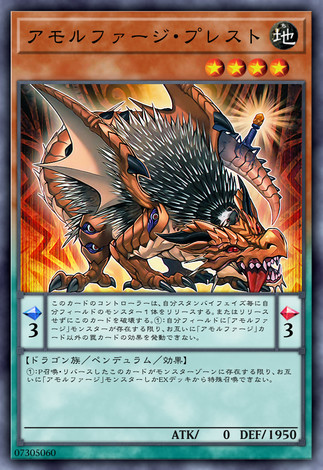 アモルファージ・プレスト
地
このカードのコントローラーは、自分スタンバイフェイズ毎に自
分フィールドのモンスター1体をリリースする。またはリリース
せずにこのカードを破壊する。①:自分フィールドに「アモルファ
ージ」モンスターが存在する限り、お互いに「アモルファージ」カ
ード以外の罠カードの効果を発動できない。
3
3
【ドラゴン族/ペンデュラム/効果】
①:P召喚・リバースしたこのカードがモンスターゾーンに存在する限り、お互
いに「アモルファージ」モンスターしかEXデッキから特殊召喚できない。
ATK/ 0 DEF/1950
07305060